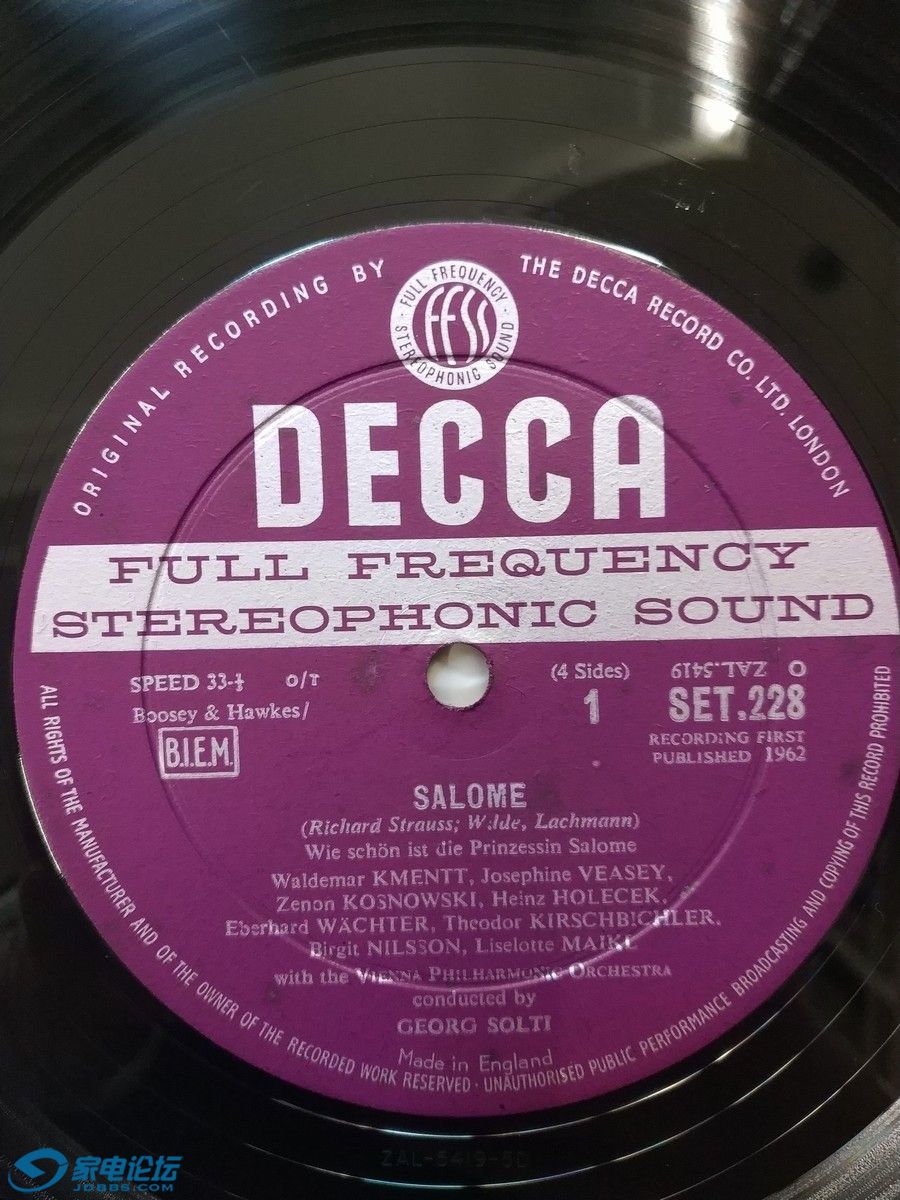 ORIGINAL RECORDING BY THE DECCA RECORD CO. LTD. LONDON
FULL FREQUENCY STEREOPHONIC SOUND
FFSS
DECCA
FULL FREQUENCY
STEREOPHONIC SOUND
SPEED 33-⅓ O/T
Boosey & Hawkes/
B.I.E.M.
(4 Sides)
1
ZAL.5419 O
SET.228
RECORDING FIRST
PUBLISHED 1962
SALOME
(Richard Strauss; Wilde, Lachmann)
Wie schön ist die Prinzessin Salome
Waldemar KMENTT, Josephine VEASEY,
Zenon KOSNOWSKI, Heinz HOLECEK,
Eberhard WÄCHTER, Theodor KIRSCHBICHLER,
Birgit NILSSON, Liselotte MAIKL
with the VIENNA PHILHARMONIC ORCHESTRA
conducted by
GEORG SOLTI
Made in England
ALL RIGHTS OF THE MANUFACTURER AND OF THE OWNER OF THE RECORDED WORK RESERVED · UNAUTHORISED PUBLIC PERFORMANCE BROADCASTING AND COPYING OF THIS RECORD PROHIBITED
家电论坛
JDBBS.COM